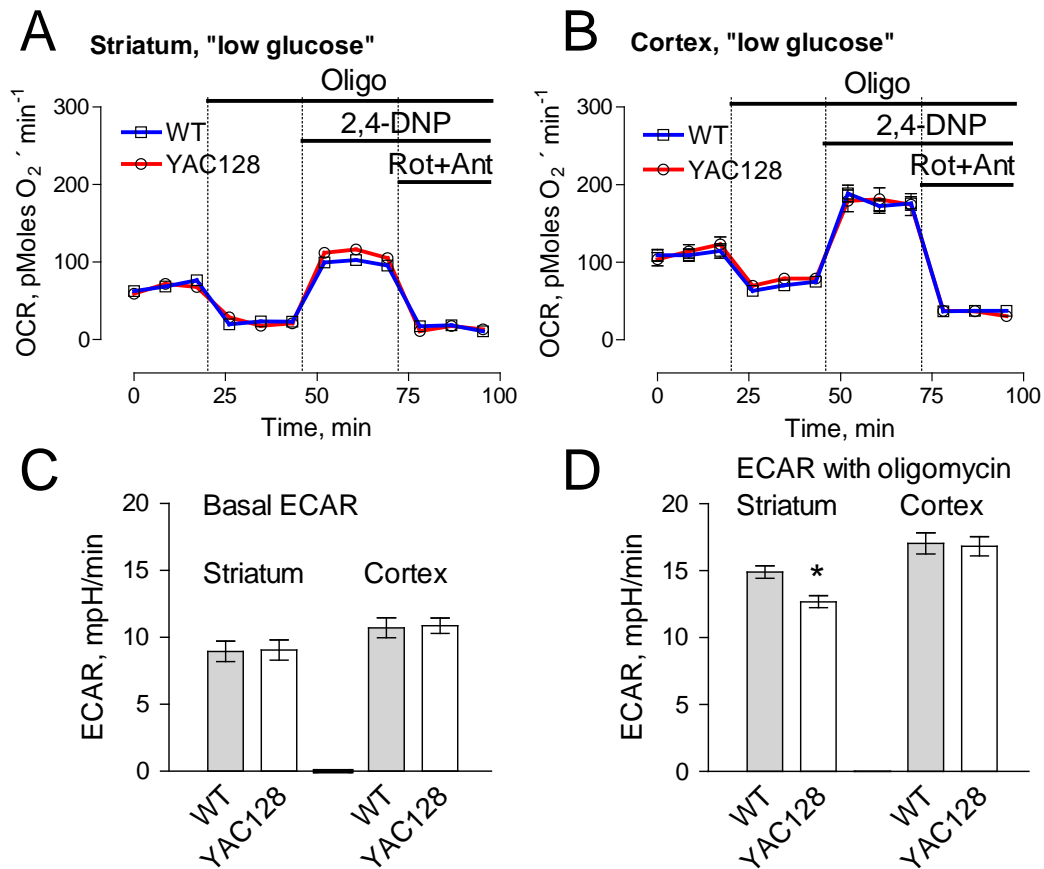 A
Striatum, "low glucose"
Oligo
2,4-DNP
Rot+Ant
WT
YAC128
OCR, pMoles O2 ´ min-1
300
200
100
0
0 25 50 75 100
Time, min
B
Cortex, "low glucose"
Oligo
2,4-DNP
Rot+Ant
WT
YAC128
OCR, pMoles O2 ´ min-1
300
200
100
0
0 25 50 75 100
Time, min
C
Basal ECAR
Striatum Cortex
ECAR, mpH/min
20
15
10
5
0
WT YAC128 WT YAC128
D
ECAR with oligomycin
Striatum Cortex
*
ECAR, mpH/min
20
15
10
5
0
WT YAC128 WT YAC128